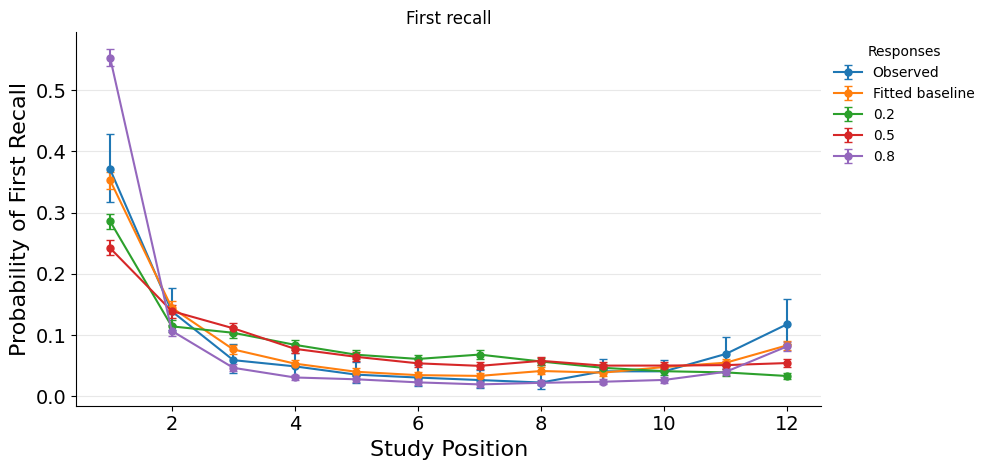 First recall
Probability of First Recall
0.5
0.4
0.3
0.2
0.1
0.0
2 4 6 8 10 12
Study Position
Responses
Observed
Fitted baseline
0.2
0.5
0.8